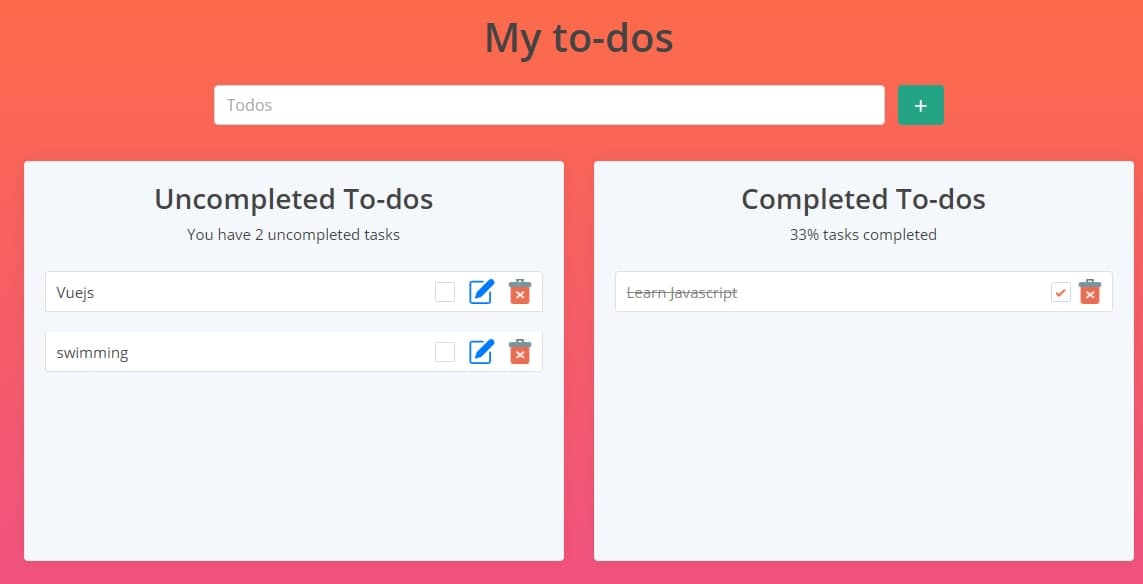 My to-dos
Todos
+
Uncompleted To-dos
You have 2 uncompleted tasks
Vuejs
swimming
Completed To-dos
33% tasks completed
Learn Javascript